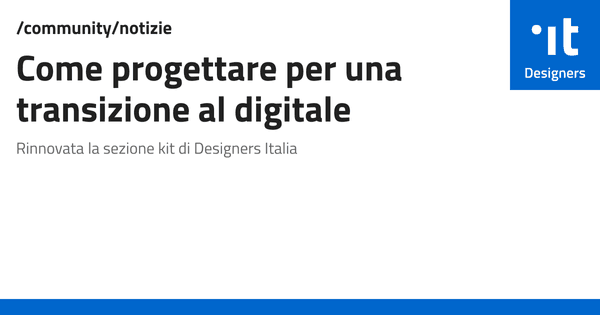 /community/notizie
Come progettare per una
transizione al digitale
Rinnovata la sezione kit di Designers Italia
.it
Designers